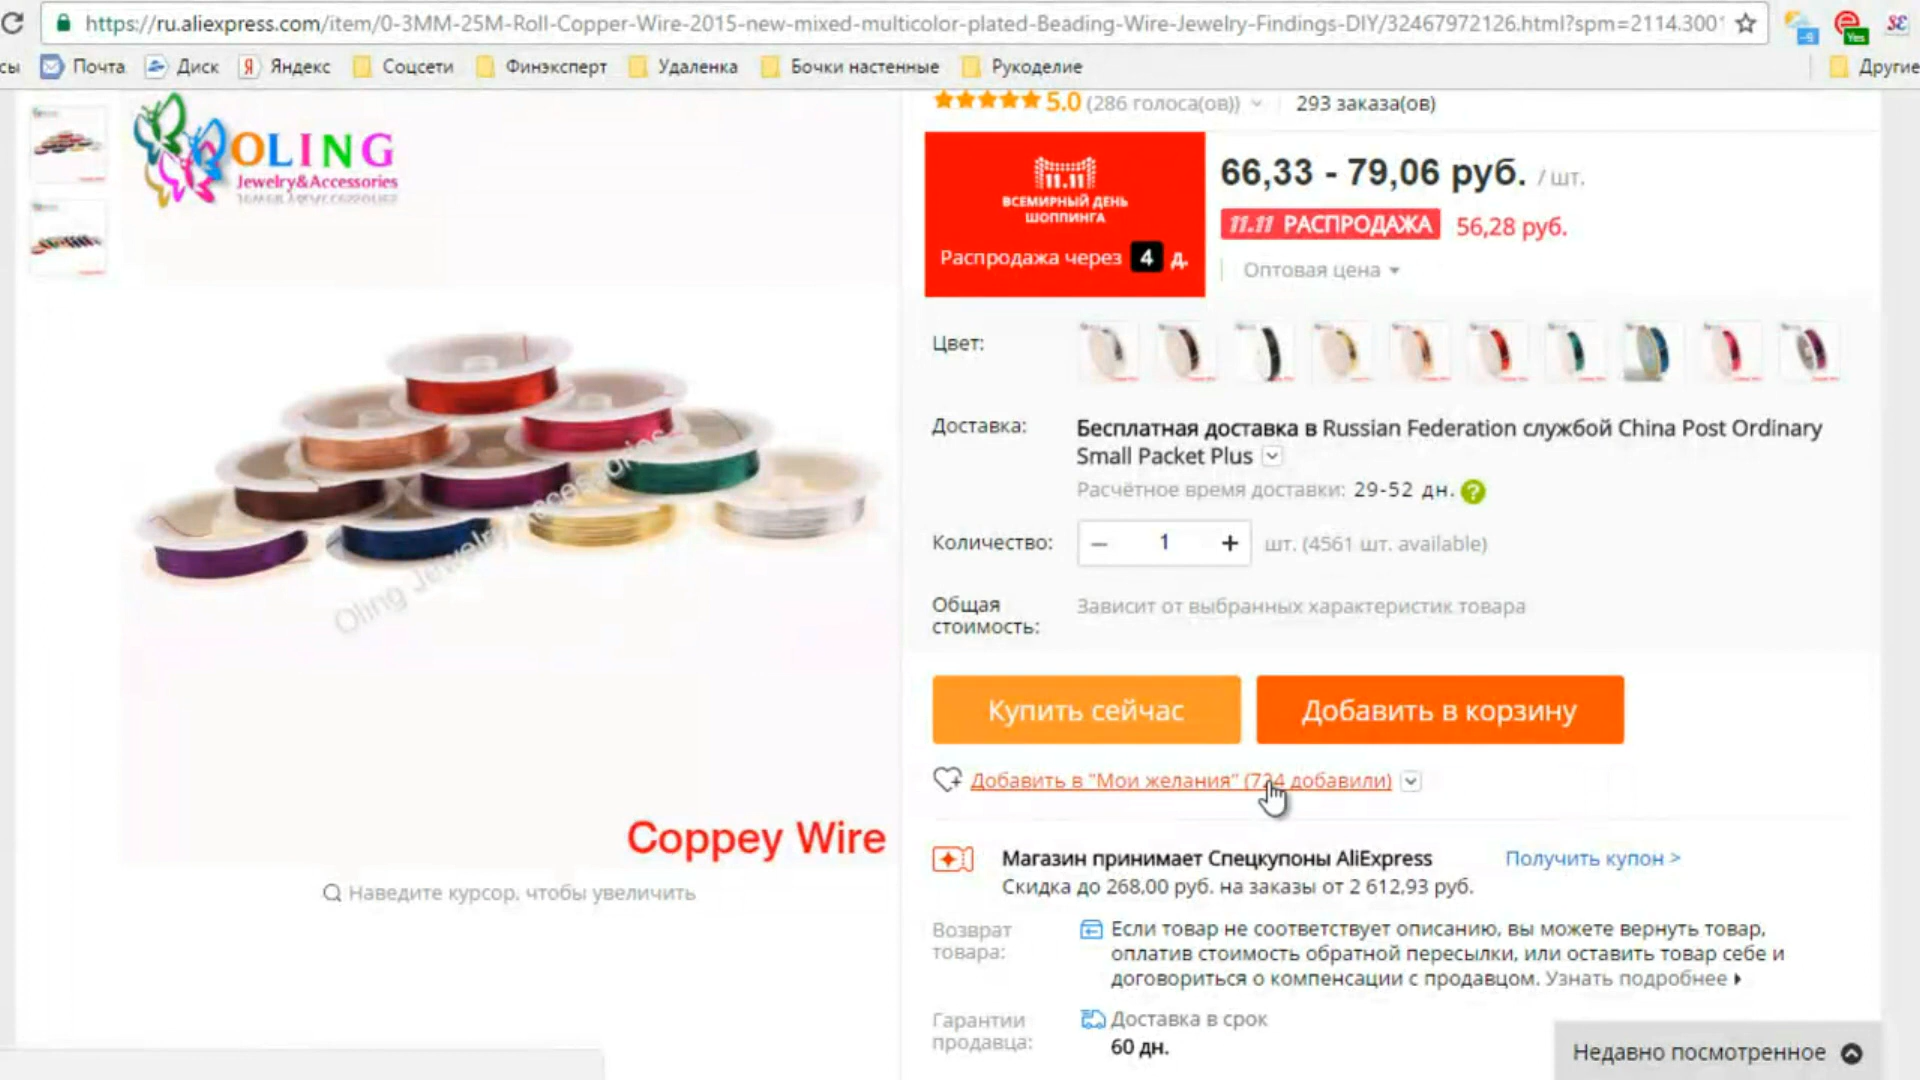 https://ru.aliexpress.com/item/0-3MM-25M-Roll-Copper-Wire-2015-new-mixed-multicolor-plated-Beading-Wire-Jewelry-Findings-DIY/32467972126.html?spm=2114.300
-9
Yes
сы Почта Диск Яндекс Соцсети Финэксперт Удаленка Бочки настенные Рукоделие Другие
OLING
Jewelry&Accessories
5.0 (286 голоса(ов)) 293 заказа(ов)
11.11
ВСЕМИРНЫЙ ДЕНЬ
ШОППИНГА
Распродажа через 4 д.
66,33 - 79,06 руб. / шт.
11.11 РАСПРОДАЖА 56,28 руб.
Оптовая цена
Цвет:
Доставка:
Бесплатная доставка в Russian Federation службой China Post Ordinary
Small Packet Plus
Расчётное время доставки: 29-52 дн. ?
Количество: − 1 + шт. (4561 шт. available)
Общая
стоимость:
Зависит от выбранных характеристик товара
Oling Jewelry Accessories
Купить сейчас
Добавить в корзину
Добавить в "Мои желания" (724 добавили)
Coppey Wire
Наведите курсор, чтобы увеличить
Магазин принимает Спецкупоны AliExpress Получить купон >
Скидка до 268,00 руб. на заказы от 2 612,93 руб.
Возврат
товара:
Если товар не соответствует описанию, вы можете вернуть товар,
оплатив стоимость обратной пересылки, или оставить товар себе и
договориться о компенсации с продавцом. Узнать подробнее
Гарантии
продавца:
Доставка в срок
60 дн.
Недавно посмотренное